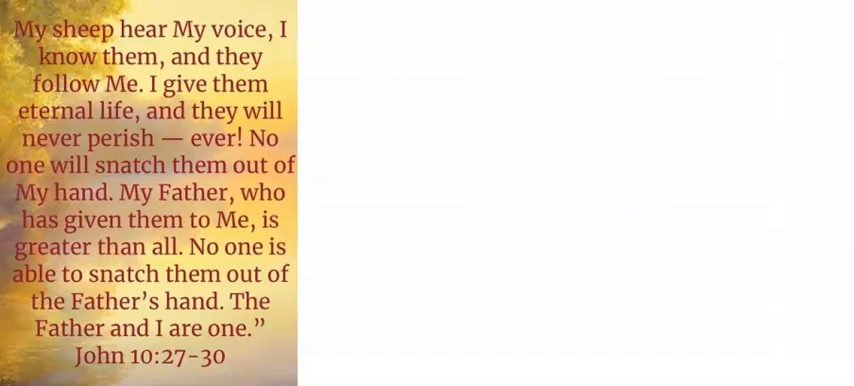 My sheep hear My voice, I
know them, and they
follow Me. I give them
eternal life, and they will
never perish — ever! No
one will snatch them out of
My hand. My Father, who
has given them to Me, is
greater than all. No one is
able to snatch them out of
the Father’s hand. The
Father and I are one.”
John 10:27-30